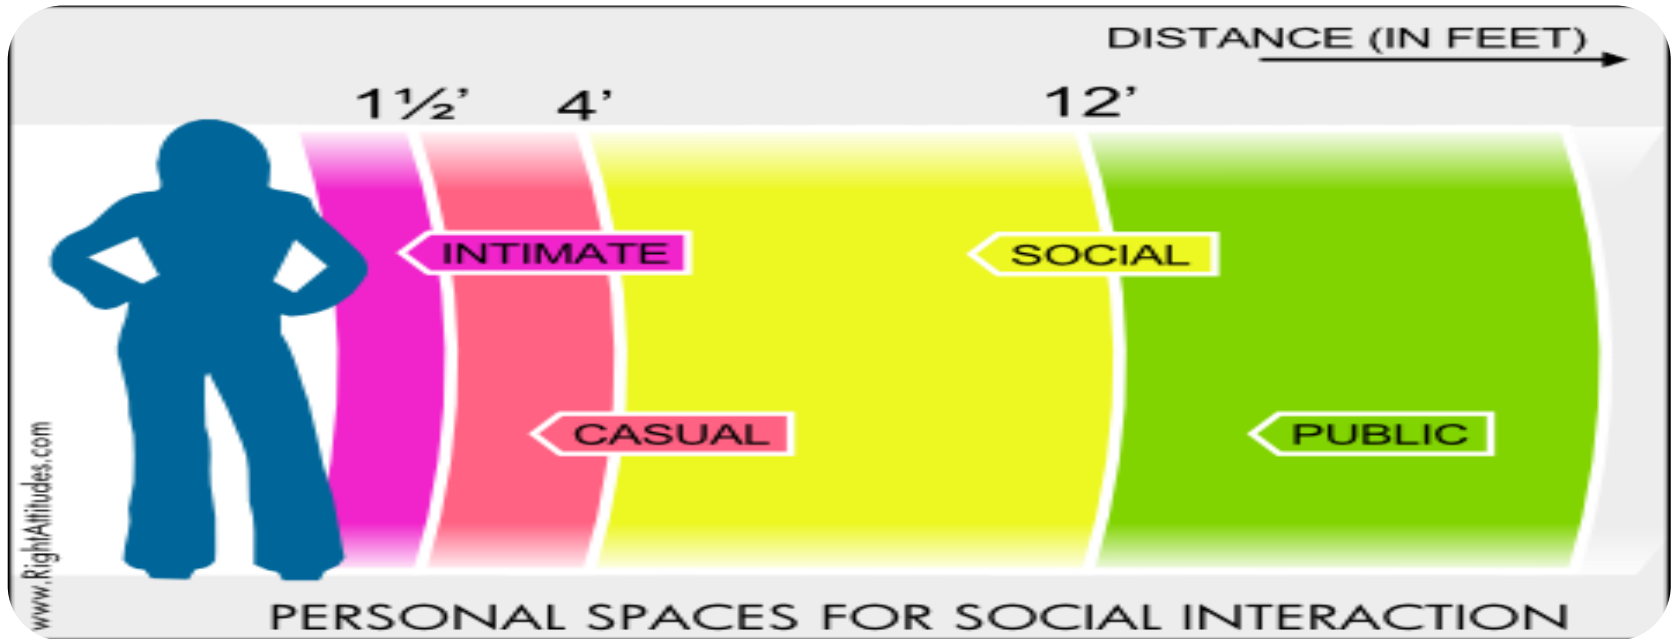 DISTANCE (IN FEET)
1½’ 4’ 12’
INTIMATE
SOCIAL
CASUAL
PUBLIC
www.RightAttitudes.com
PERSONAL SPACES FOR SOCIAL INTERACTION